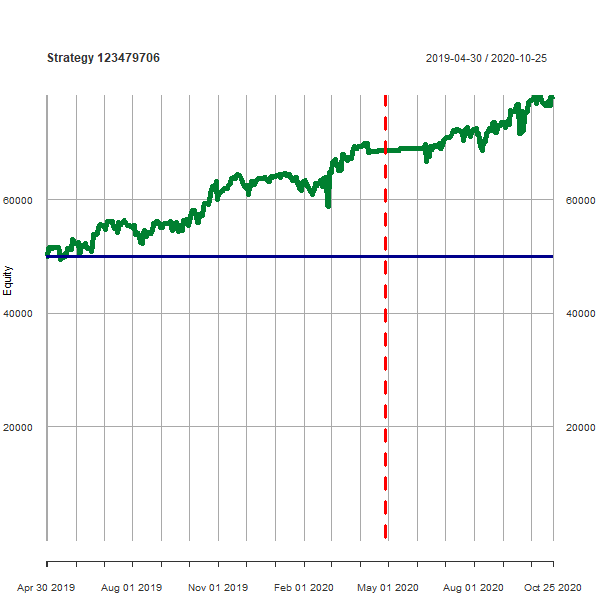 Strategy 123479706
2019-04-30 / 2020-10-25
60000
60000
Equity
40000
40000
20000
20000
Apr 30 2019
Aug 01 2019
Nov 01 2019
Feb 01 2020
May 01 2020
Aug 01 2020
Oct 25 2020